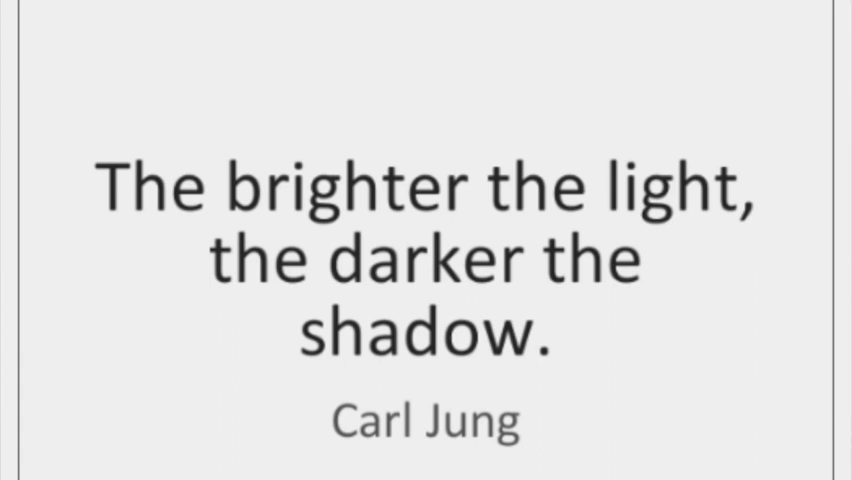 The brighter the light,
the darker the
shadow.
Carl Jung